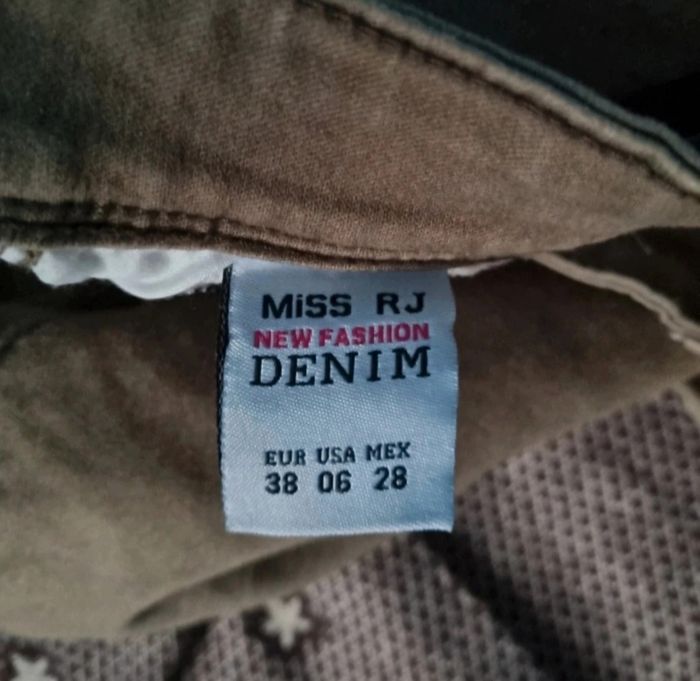 MiSS RJ
NEW FASHION
DENIM
EUR USA MEX
38 06 28